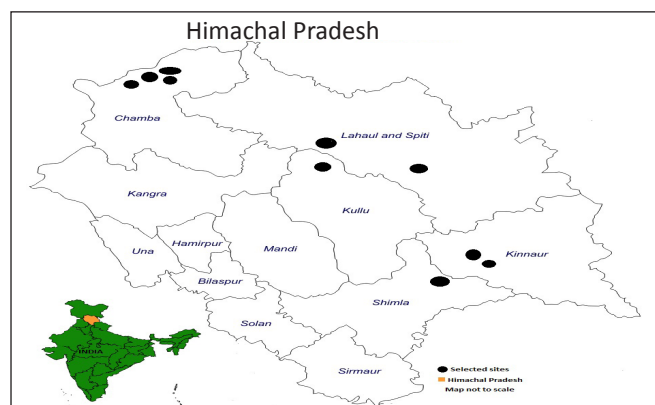 Himachal Pradesh
Chamba
Lahaul and Spiti
Kangra
Kullu
Una
Hamirpur
Mandi
Kinnaur
Bilaspur
Shimla
Solan
INDIA
Sirmaur
Selected sites
Himachal Pradesh
Map not to scale